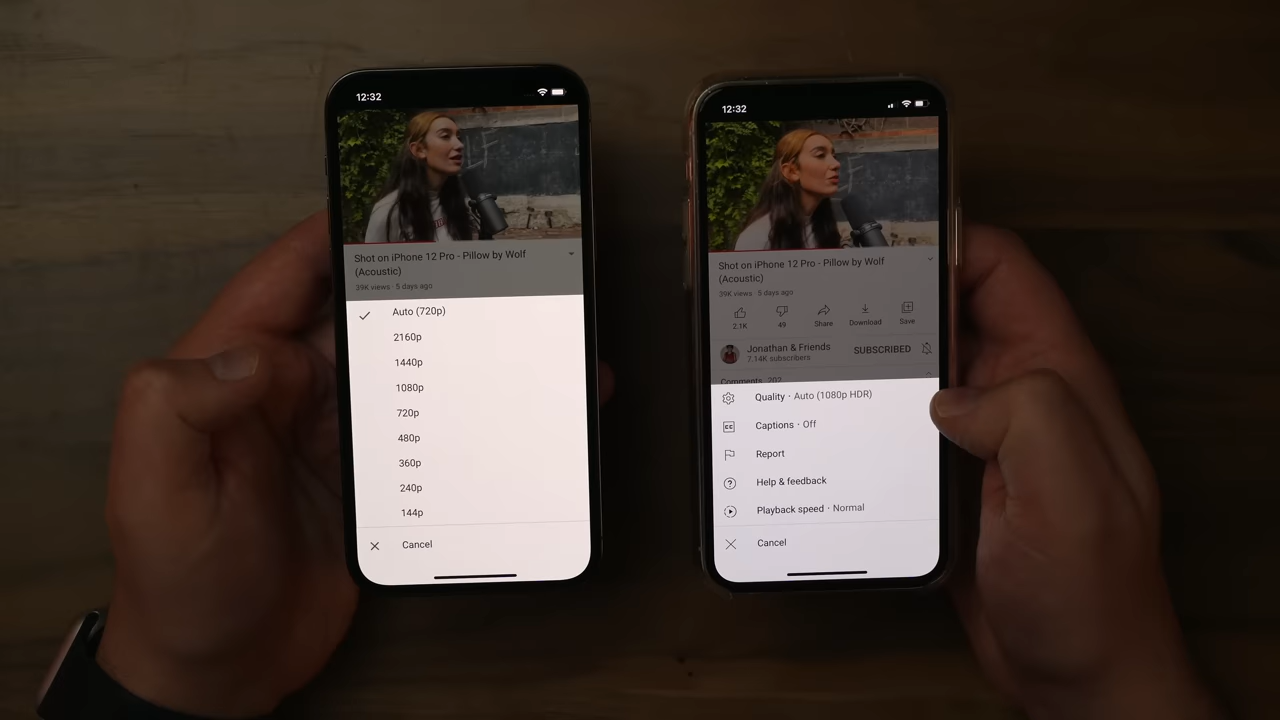 12:32
Shot on iPhone 12 Pro - Pillow by Wolf
(Acoustic)
39K views · 5 days ago
Auto (720p)
2160p
1440p
1080p
720p
480p
360p
240p
144p
Cancel
12:32
Shot on iPhone 12 Pro - Pillow by Wolf
(Acoustic)
39K views · 5 days ago
2.1K
49
Share
Download
Save
Jonathan & Friends
7.14K subscribers
SUBSCRIBED
Comments 202
Quality · Auto (1080p HDR)
CC
Captions · Off
Report
Help & feedback
Playback speed · Normal
Cancel